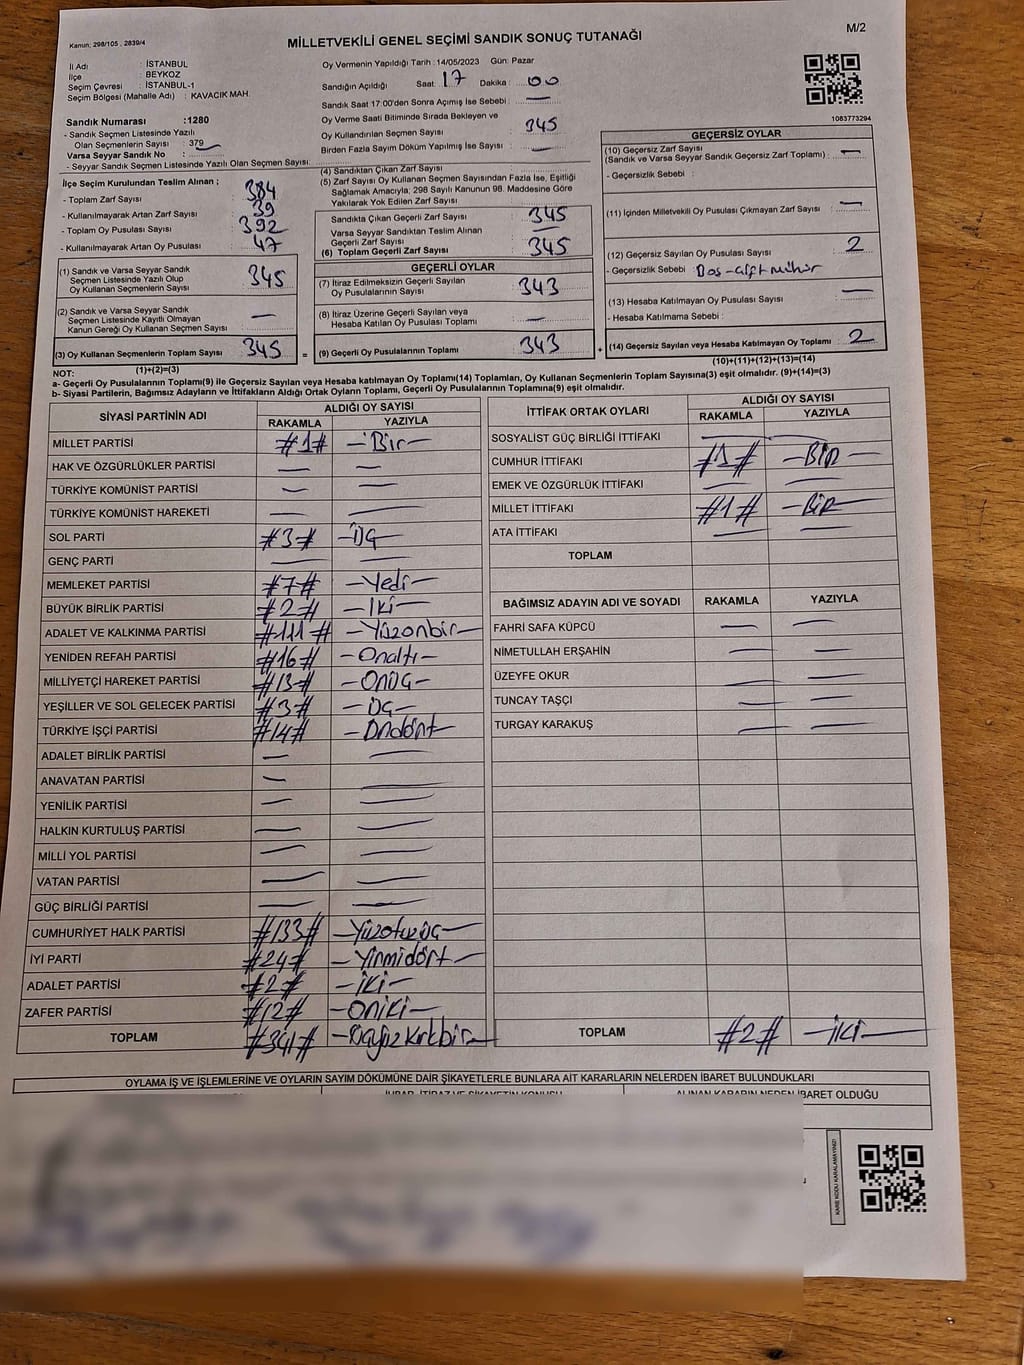 Kanun; 298/105 , 2839/4
M/2
MİLLETVEKİLİ GENEL SEÇİMİ SANDIK SONUÇ TUTANAĞI
İl Adı : İSTANBUL
İlçe : BEYKOZ
Seçim Çevresi : İSTANBUL-1
Seçim Bölgesi (Mahalle Adı) : KAVACIK MAH.
Sandık Numarası :1280
- Sandık Seçmen Listesinde Yazılı
Olan Seçmenlerin Sayısı : 379
Varsa Seyyar Sandık No :
- Seyyar Sandık Seçmen Listesinde Yazılı Olan Seçmen Sayısı:
Oy Vermenin Yapıldığı Tarih : 14/05/2023 Gün: Pazar
Sandığın Açıldığı Saat : 17 Dakika : 00
Sandık Saat 17:00'den Sonra Açımış İse Sebebi : —
Oy Verme Saati Bitiminde Sırada Bekleyen ve
Oy Kullandırılan Seçmen Sayısı : 345
Birden Fazla Sayım Döküm Yapılmış İse Sayısı : —
1083773294
İlçe Seçim Kurulundan Teslim Alınan ;
- Toplam Zarf Sayısı : 384
- Kullanılmayarak Artan Zarf Sayısı : 39
- Toplam Oy Pusulası Sayısı : 392
- Kullanılmayarak Artan Oy Pusulası : 47
(1) Sandık ve Varsa Seyyar Sandık
Seçmen Listesinde Yazılı Olup
Oy Kullanan Seçmenlerin Sayısı : 345
(2) Sandık ve Varsa Seyyar Sandık
Seçmen Listesinde Kayıtlı Olmayan
Kanun Gereği Oy Kullanan Seçmen Sayısı : —
(3) Oy Kullanan Seçmenlerin Toplam Sayısı : 345
(1)+(2)=(3)
(4) Sandıktan Çıkan Zarf Sayısı :
(5) Zarf Sayısı Oy Kullanan Seçmen Sayısından Fazla İse, Eşitliği
Sağlamak Amacıyla; 298 Sayılı Kanunun 98. Maddesine Göre
Yakılarak Yok Edilen Zarf Sayısı :
Sandıkta Çıkan Geçerli Zarf Sayısı : 345
Varsa Seyyar Sandıktan Teslim Alınan
Geçerli Zarf Sayısı : —
(6) Toplam Geçerli Zarf Sayısı : 345
GEÇERLİ OYLAR
(7) İtiraz Edilmeksizin Geçerli Sayılan
Oy Pusulalarının Sayısı : 343
(8) İtiraz Üzerine Geçerli Sayılan veya
Hesaba Katılan Oy Pusulası Toplamı : —
= (9) Geçerli Oy Pusulalarının Toplamı : 343
GEÇERSİZ OYLAR
(10) Geçersiz Zarf Sayısı
(Sandık ve Varsa Seyyar Sandık Geçersiz Zarf Toplamı) : —
- Geçersizlik Sebebi :
(11) İçinden Milletvekili Oy Pusulası Çıkmayan Zarf Sayısı : —
(12) Geçersiz Sayılan Oy Pusulası Sayısı : 2
- Geçersizlik Sebebi : Boş-çift mühür
(13) Hesaba Katılmayan Oy Pusulası Sayısı : —
- Hesaba Katılmama Sebebi :
+ (14) Geçersiz Sayılan veya Hesaba Katılmayan Oy Toplamı : 2
(10)+(11)+(12)+(13)=(14)
NOT:
a- Geçerli Oy Pusulalarının Toplamı(9) ile Geçersiz Sayılan veya Hesaba katılmayan Oy Toplamı(14) Toplamları, Oy Kullanan Seçmenlerin Toplam Sayısına(3) eşit olmalıdır. (9)+(14)=(3)
b- Siyasi Partilerin, Bağımsız Adayların ve İttifakların Aldığı Ortak Oyların Toplamı, Geçerli Oy Pusulalarının Toplamına(9) eşit olmalıdır.
SİYASİ PARTİNİN ADI ALDIĞI OY SAYISI
RAKAMLA YAZIYLA
MİLLET PARTİSİ #1# —Bir—
HAK VE ÖZGÜRLÜKLER PARTİSİ — —
TÜRKİYE KOMÜNİST PARTİSİ — —
TÜRKİYE KOMÜNİST HAREKETİ — —
SOL PARTİ #3# —ÜÇ
GENÇ PARTİ — —
MEMLEKET PARTİSİ #7# —Yedi—
BÜYÜK BİRLİK PARTİSİ #2# —İki—
ADALET VE KALKINMA PARTİSİ #111# —Yüzonbir—
YENİDEN REFAH PARTİSİ #16# —Onaltı—
MİLLİYETÇİ HAREKET PARTİSİ #13# —Onüç—
YEŞİLLER VE SOL GELECEK PARTİSİ #3# —Üç—
TÜRKİYE İŞÇİ PARTİSİ #14# —Ondört—
ADALET BİRLİK PARTİSİ — —
ANAVATAN PARTİSİ — —
YENİLİK PARTİSİ — —
HALKIN KURTULUŞ PARTİSİ — —
MİLLİ YOL PARTİSİ — —
VATAN PARTİSİ — —
GÜÇ BİRLİĞİ PARTİSİ — —
CUMHURİYET HALK PARTİSİ #133# —Yüzotuzüç—
İYİ PARTİ #24# —Yirmidört—
ADALET PARTİSİ #2# —iki—
ZAFER PARTİSİ #12# —Oniki—
TOPLAM #341# —Üçyüzkırkbir—
İTTİFAK ORTAK OYLARI ALDIĞI OY SAYISI
RAKAMLA YAZIYLA
SOSYALİST GÜÇ BİRLİĞİ İTTİFAKI — —
CUMHUR İTTİFAKI #1# —BİR—
EMEK VE ÖZGÜRLÜK İTTİFAKI — —
MİLLET İTTİFAKI #1# —BİR—
ATA İTTİFAKI — —
TOPLAM
BAĞIMSIZ ADAYIN ADI VE SOYADI RAKAMLA YAZIYLA
FAHRİ SAFA KÜPCÜ — —
NİMETULLAH ERŞAHİN — —
ÜZEYFE OKUR — —
TUNCAY TAŞÇI — —
TURGAY KARAKUŞ — —
TOPLAM #2# —iki—
OYLAMA İŞ VE İŞLEMLERİNE VE OYLARIN SAYIM DÖKÜMÜNE DAİR ŞİKAYETLERLE BUNLARA AİT KARARLARIN NELERDEN İBARET BULUNDUKLARI
İHBAR, İTİRAZ VE ŞİKAYETİN KONUSU ALINAN KARARIN NEDEN İBARET OLDUĞU
KARE KODU KARALAMAYINIZ!